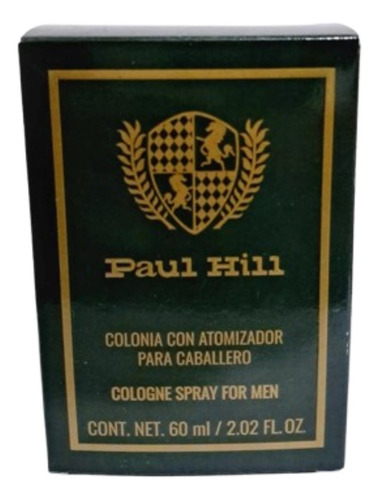 Paul Hill
COLONIA CON ATOMIZADOR
PARA CABALLERO
COLOGNE SPRAY FOR MEN
CONT. NET. 60 ml / 2.02 FL. OZ.